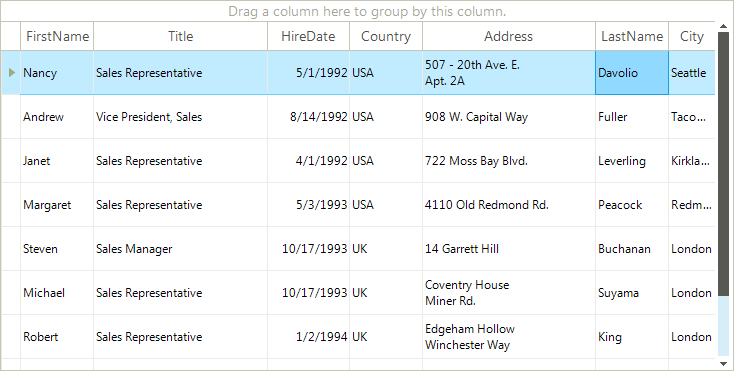 Drag a column here to group by this column.
FirstName Title HireDate Country Address LastName City
Nancy Sales Representative 5/1/1992 USA 507 - 20th Ave. E. Apt. 2A Davolio Seattle
Andrew Vice President, Sales 8/14/1992 USA 908 W. Capital Way Fuller Taco...
Janet Sales Representative 4/1/1992 USA 722 Moss Bay Blvd. Leverling Kirkla...
Margaret Sales Representative 5/3/1993 USA 4110 Old Redmond Rd. Peacock Redm...
Steven Sales Manager 10/17/1993 UK 14 Garrett Hill Buchanan London
Michael Sales Representative 10/17/1993 UK Coventry House Miner Rd. Suyama London
Robert Sales Representative 1/2/1994 UK Edgeham Hollow Winchester Way King London